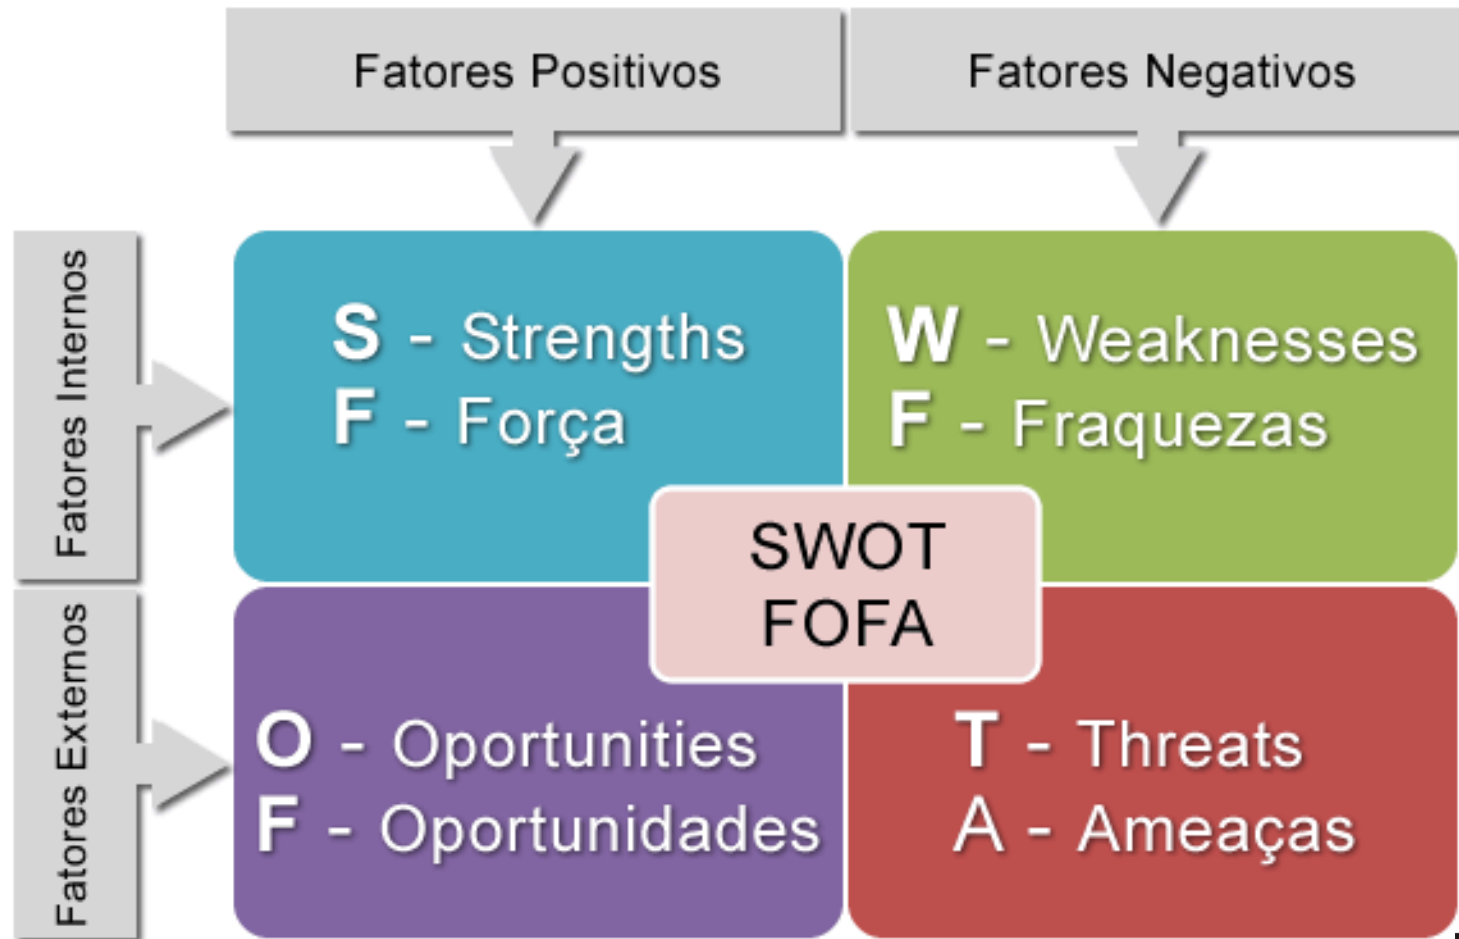 Fatores Positivos
Fatores Negativos
Fatores Internos
S - Strengths
F - Força
W - Weaknesses
F - Fraquezas
SWOT
FOFA
Fatores Externos
O - Oportunities
F - Oportunidades
T - Threats
A - Ameaças